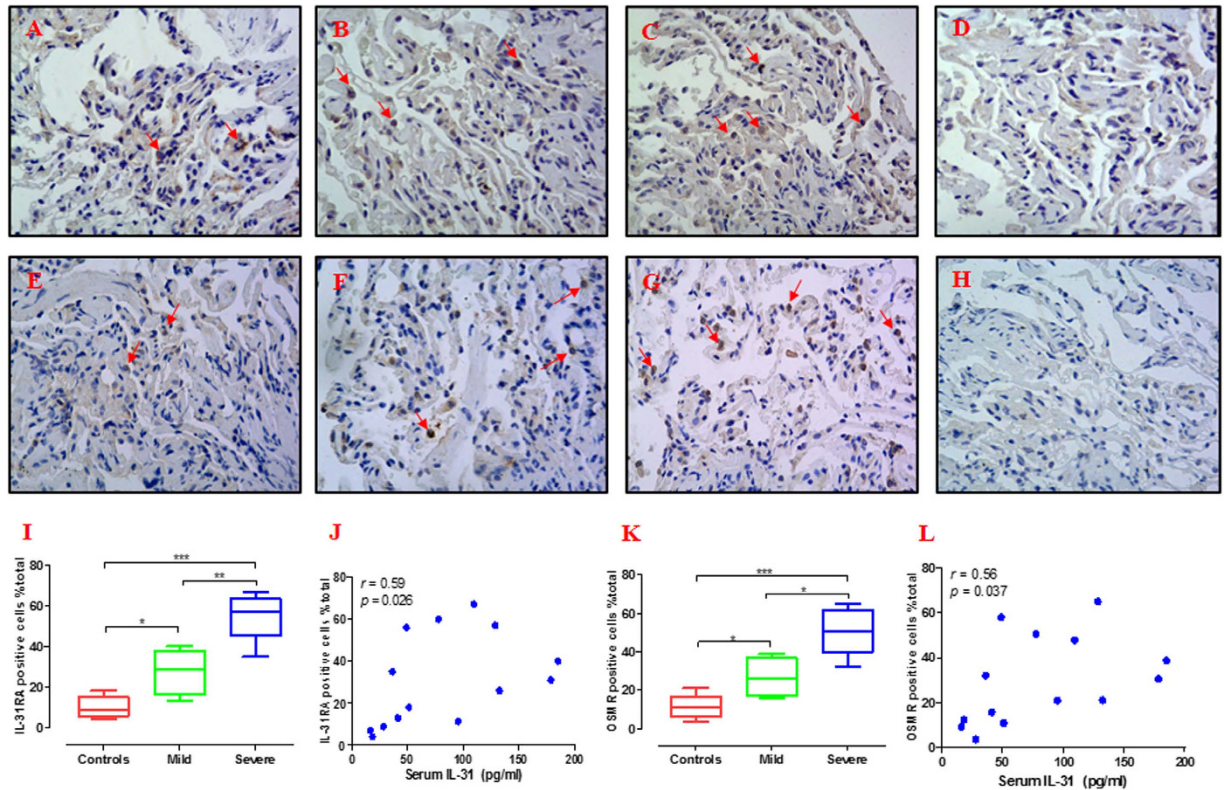 A
B
C
D
E
F
G
H
I
J
K
L
IL-31RA positive cells %total
80
60
40
20
0
***
**
*
Controls Mild Severe
IL-31RA positive cells %total
80
60
40
20
0
r = 0.59
p = 0.026
0 50 100 150 200
Serum IL-31 (pg/ml)
OSMR positive cells %total
80
60
40
20
0
***
*
*
Controls Mild Severe
OSMR positive cells %total
80
60
40
20
0
r = 0.56
p = 0.037
0 50 100 150 200
Serum IL-31 (pg/ml)